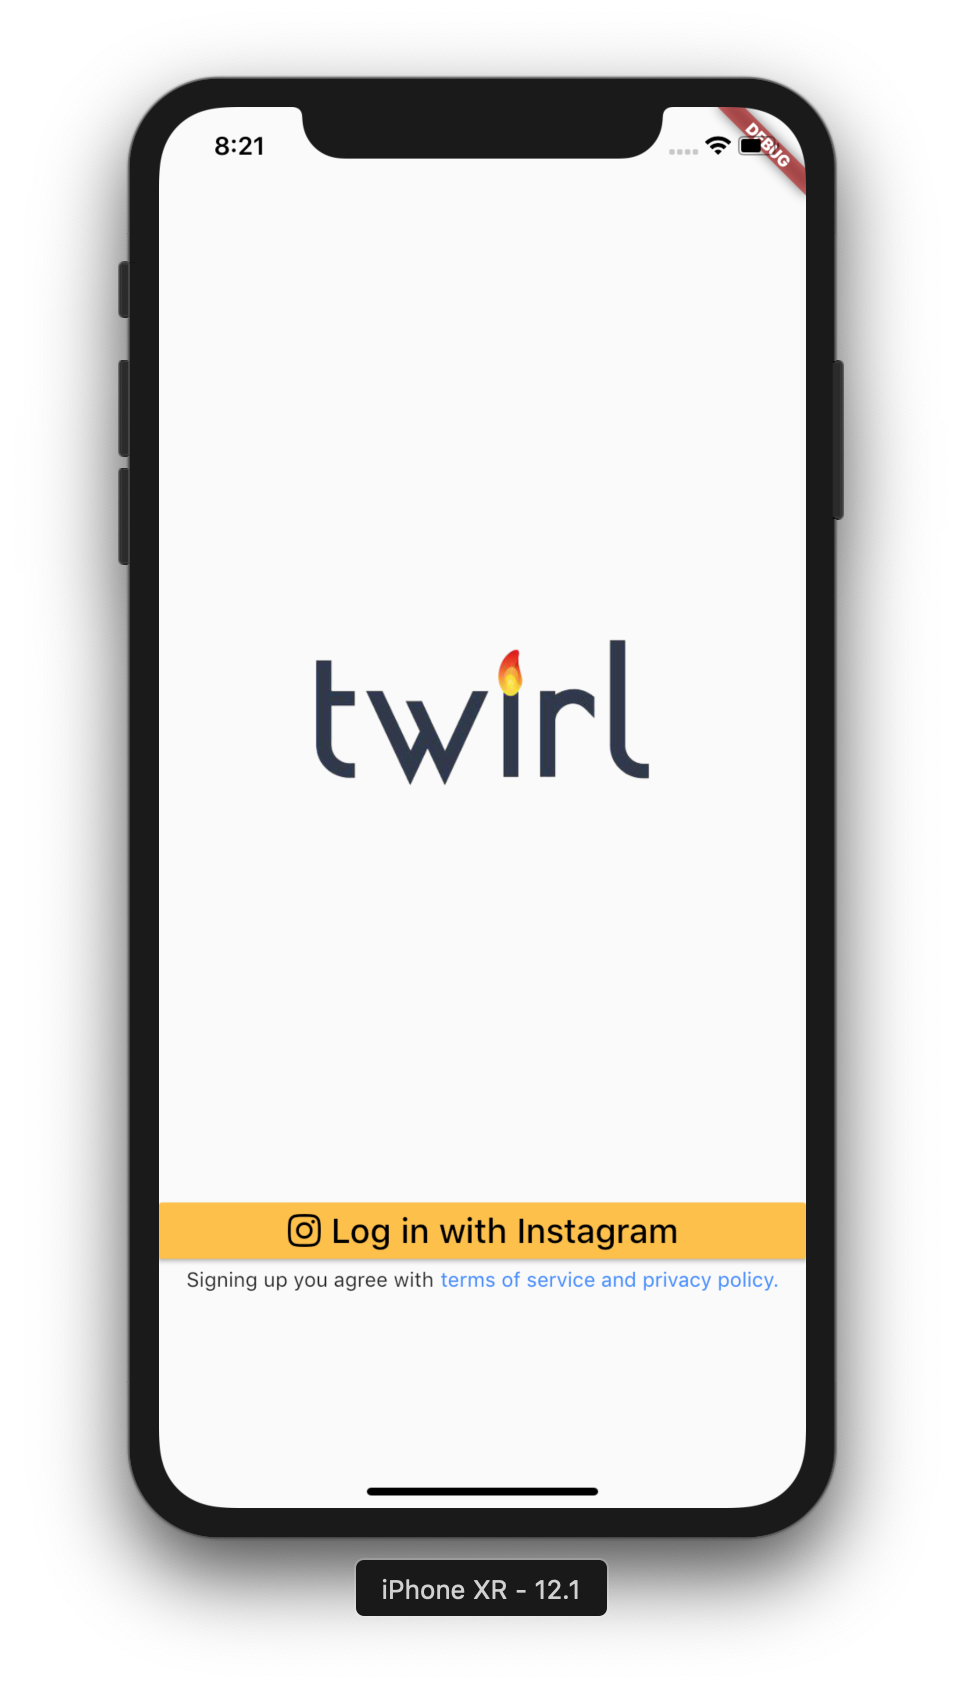 8:21
DEBUG
twirl
Log in with Instagram
Signing up you agree with terms of service and privacy policy.
iPhone XR - 12.1